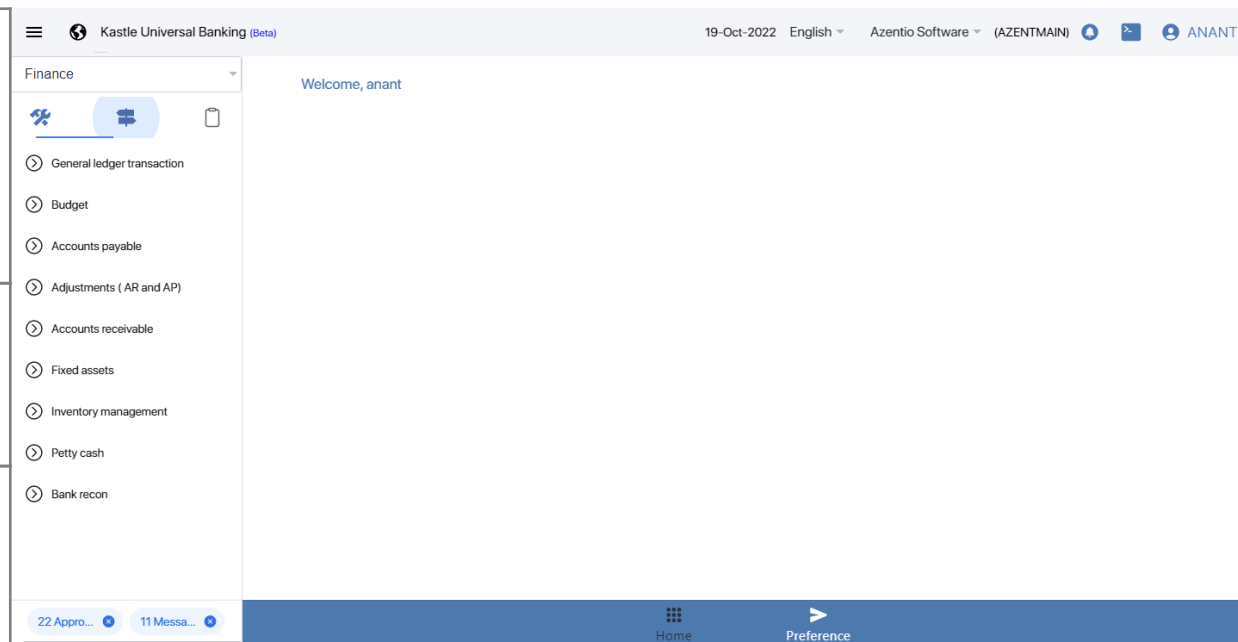 Kastle Universal Banking (Beta)
19-Oct-2022 English Azentio Software (AZENTMAIN) ANANT
Finance
Welcome, anant
General ledger transaction
Budget
Accounts payable
Adjustments ( AR and AP)
Accounts receivable
Fixed assets
Inventory management
Petty cash
Bank recon
22 Appro... 11 Messa...
Home
Preference